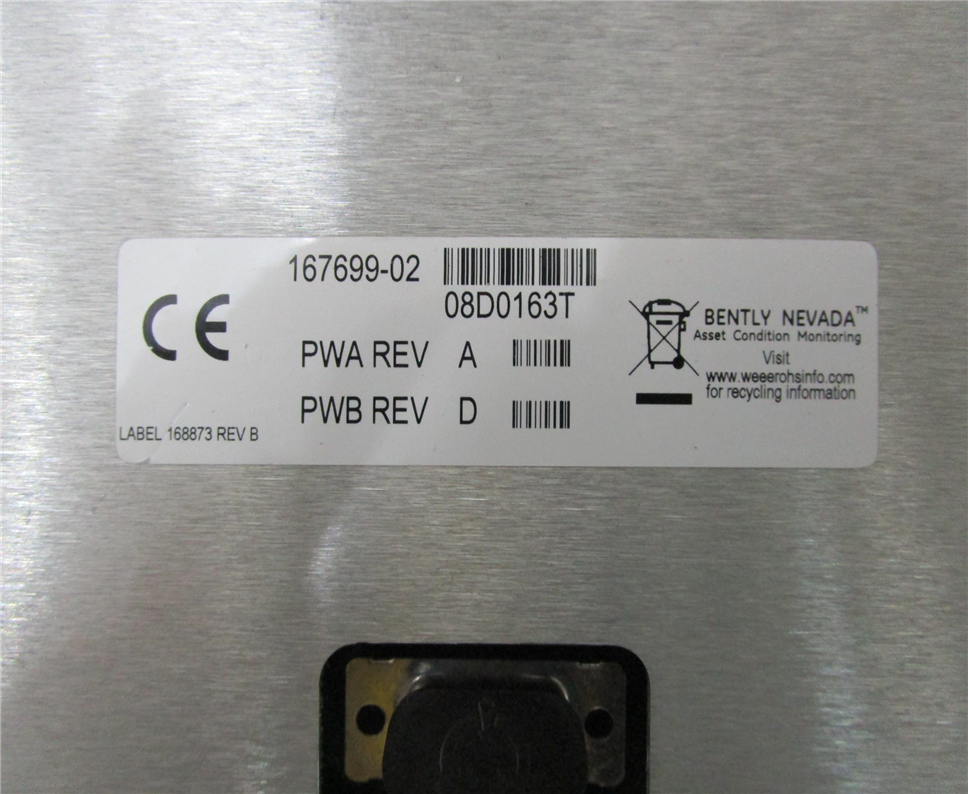 CE
LABEL 168873 REV B
167699-02
08D0163T
PWA REV A
PWB REV D
BENTLY NEVADA™
Asset Condition Monitoring
Visit
www.weeerohsinfo.com
for recycling information